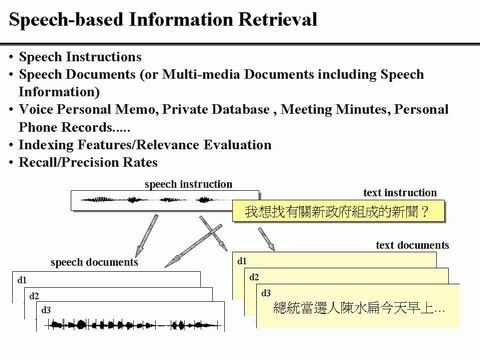 Speech-based Information Retrieval
• Speech Instructions
• Speech Documents (or Multi-media Documents including Speech
Information)
• Voice Personal Memo, Private Database , Meeting Minutes, Personal
Phone Records.....
• Indexing Features/Relevance Evaluation
• Recall/Precision Rates
speech instruction
text instruction
我想找有關新政府組成的新聞？
speech documents
text documents
d1
d2
d3
d1
d2
d3
總統當選人陳水扁今天早上…